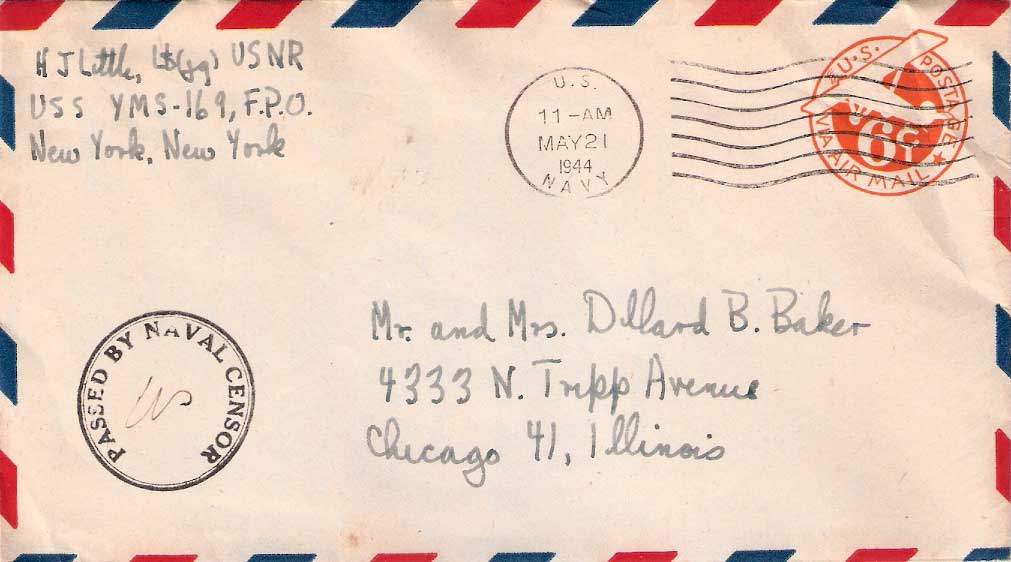 H J Little, Lt(jg) USNR
USS YMS-169, F.P.O.
New York, New York
U.S.
11-AM
MAY 21
1944
NAVY
U.S. POSTAGE
6¢
VIA AIR MAIL
PASSED BY NAVAL CENSOR
Mr. and Mrs. Dillard B. Baker
4333 N. Tripp Avenue
Chicago 41, Illinois